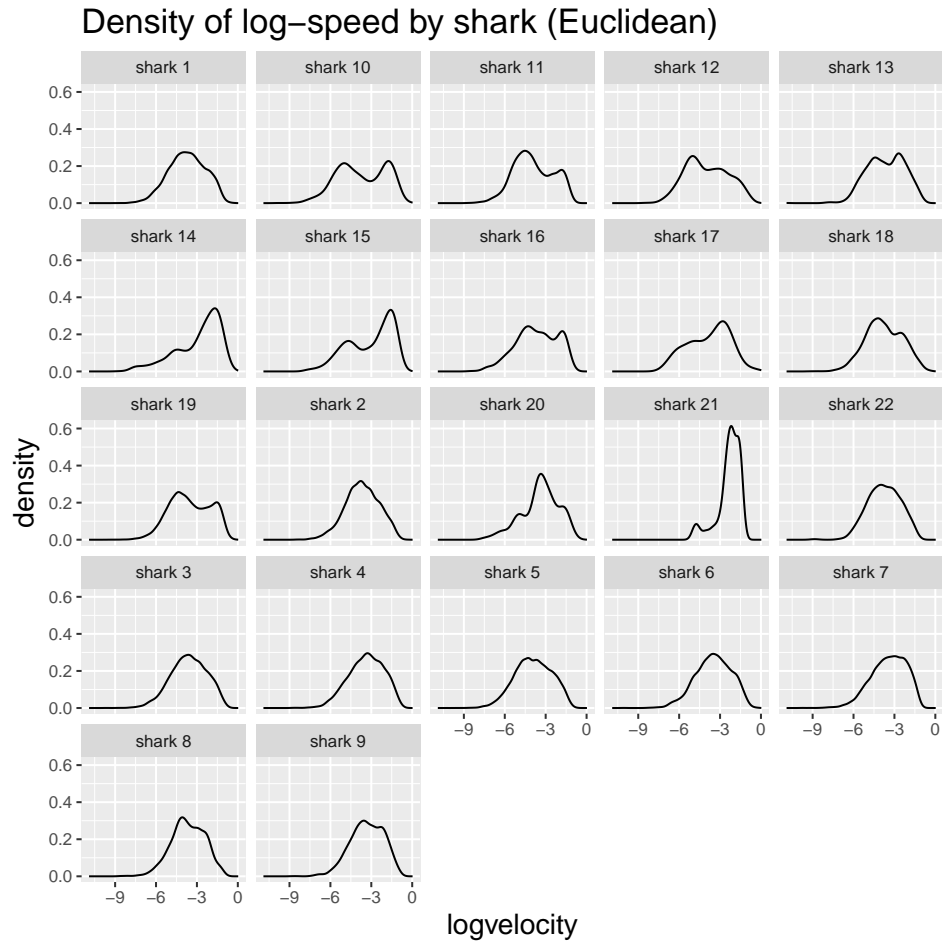 Density of log−speed by shark (Euclidean)
shark 1 shark 10 shark 11 shark 12 shark 13
0.6
0.4
0.2
0.0
shark 14 shark 15 shark 16 shark 17 shark 18
0.6
0.4
0.2
0.0
shark 19 shark 2 shark 20 shark 21 shark 22
0.6
0.4
0.2
0.0
density
shark 3 shark 4 shark 5 shark 6 shark 7
0.6
0.4
0.2
0.0
−9 −6 −3 0 −9 −6 −3 0 −9 −6 −3 0
shark 8 shark 9
0.6
0.4
0.2
0.0
−9 −6 −3 0 −9 −6 −3 0
logvelocity